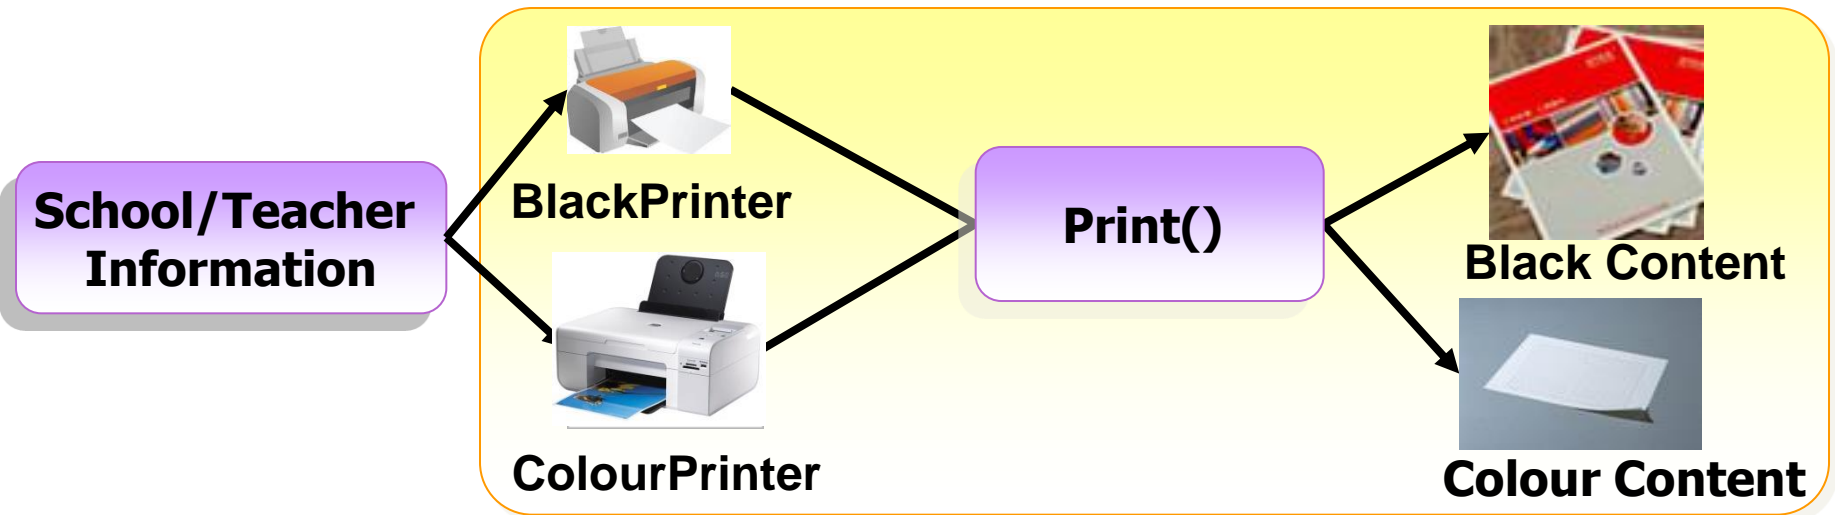 School/Teacher
Information
BlackPrinter
ColourPrinter
Print()
Black Content
Colour Content